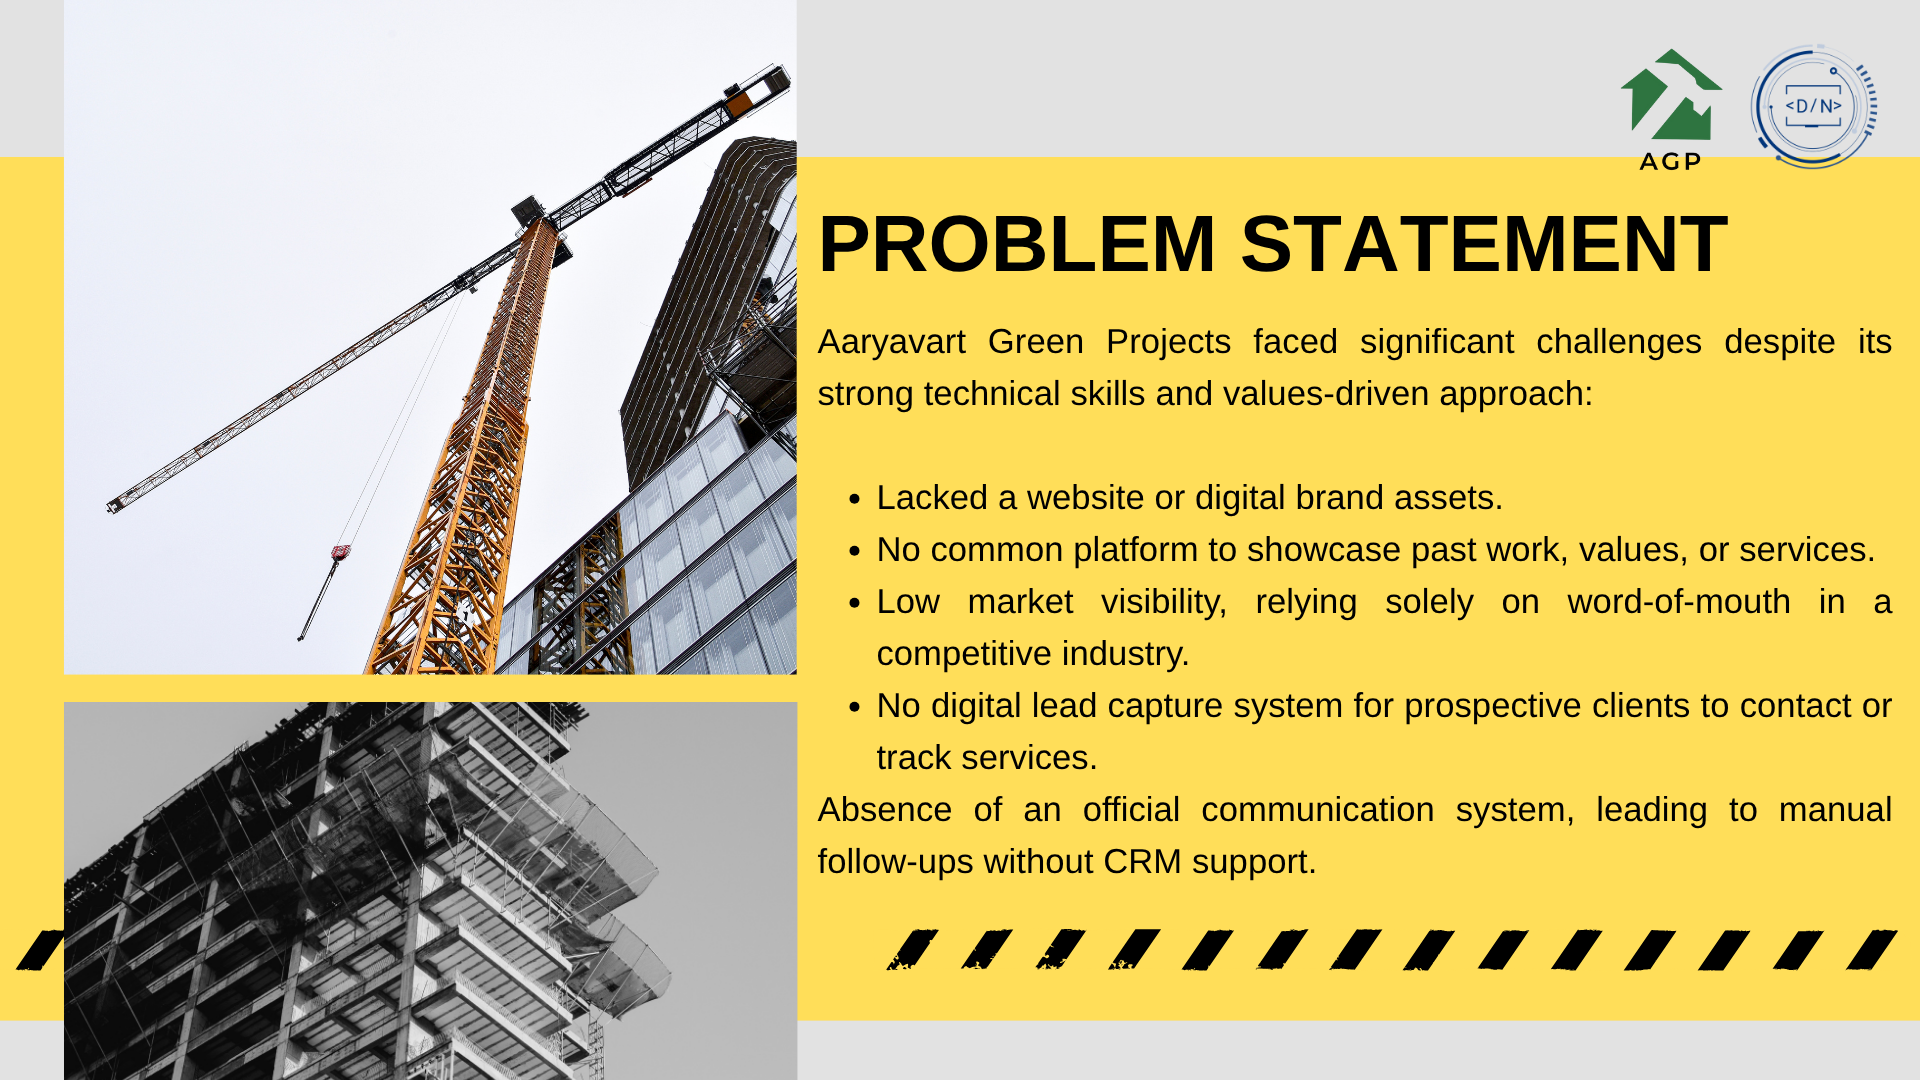 AGP
<D/N>
PROBLEM STATEMENT
Aaryavart Green Projects faced significant challenges despite its
strong technical skills and values-driven approach:
• Lacked a website or digital brand assets.
• No common platform to showcase past work, values, or services.
• Low market visibility, relying solely on word-of-mouth in a
competitive industry.
• No digital lead capture system for prospective clients to contact or
track services.
Absence of an official communication system, leading to manual
follow-ups without CRM support.